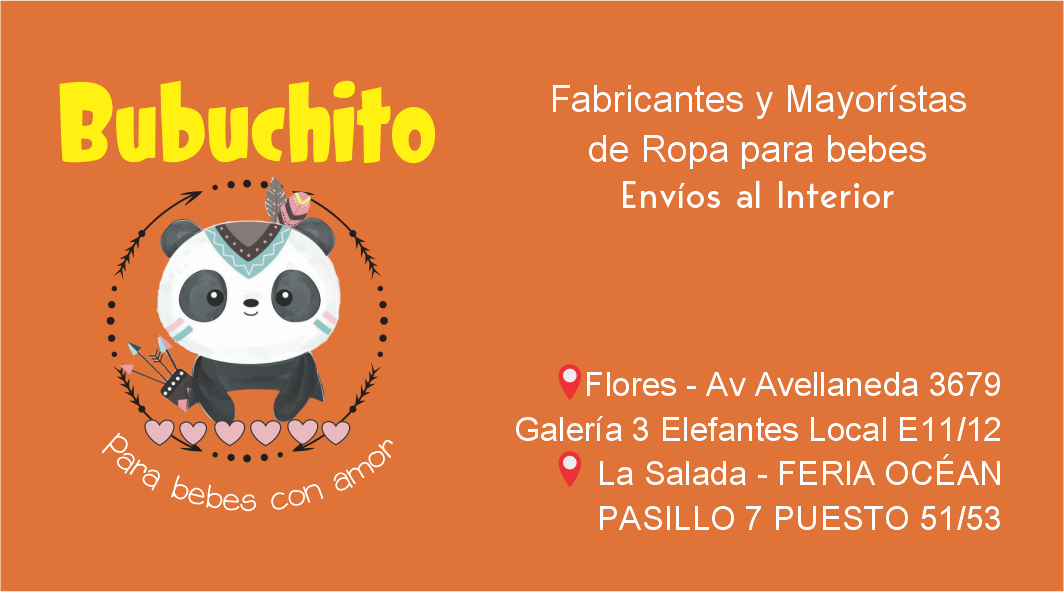 Bubuchito
Para bebes con amor
Fabricantes y Mayorístas
de Ropa para bebes
Envíos al Interior
Flores - Av Avellaneda 3679
Galería 3 Elefantes Local E11/12
La Salada - FERIA OCÉAN
PASILLO 7 PUESTO 51/53